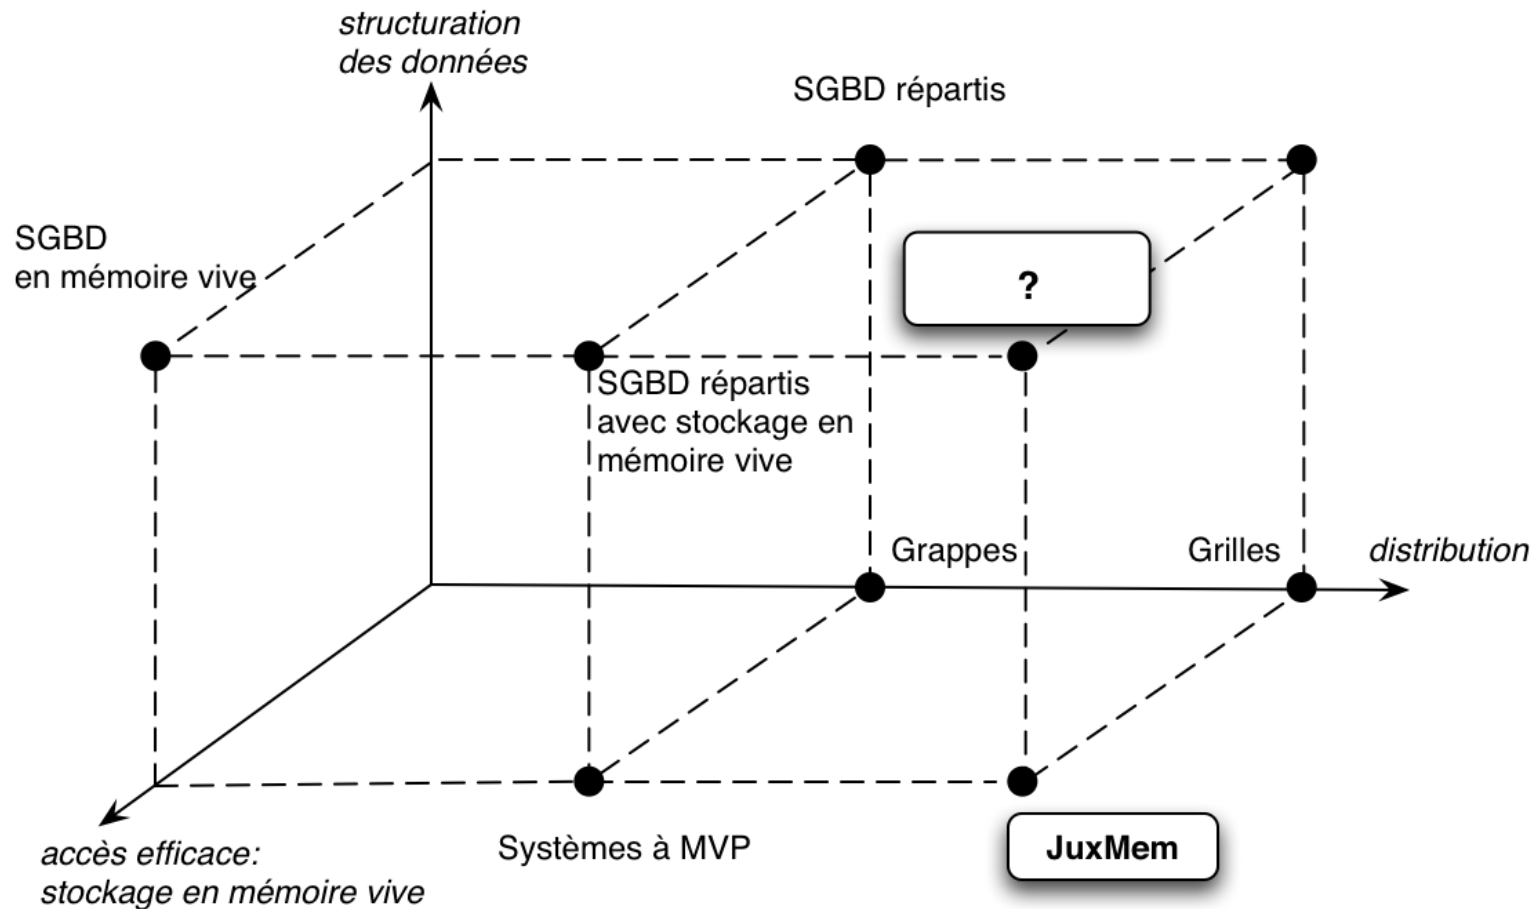 structuration
des données
SGBD répartis
SGBD
en mémoire vive
?
SGBD répartis
avec stockage en
mémoire vive
Grappes
Grilles
distribution
accès efficace:
stockage en mémoire vive
Systèmes à MVP
JuxMem